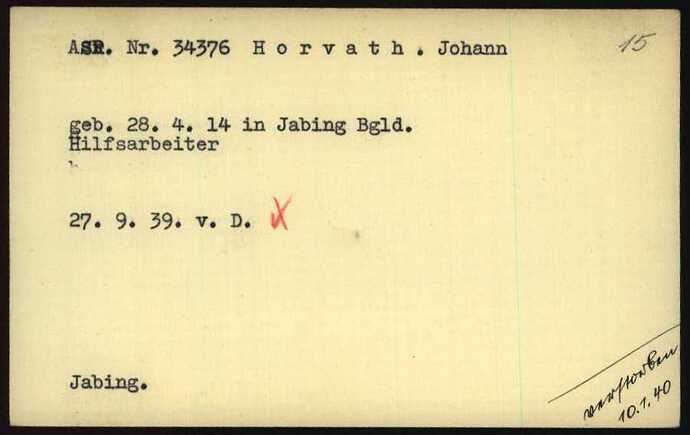 ASR. Nr. 34376 Horvath. Johann
15
geb. 28. 4. 14 in Jabing Bgld.
Hilfsarbeiter
27. 9. 39. v. D.
Jabing.
verstorben
10.1.40